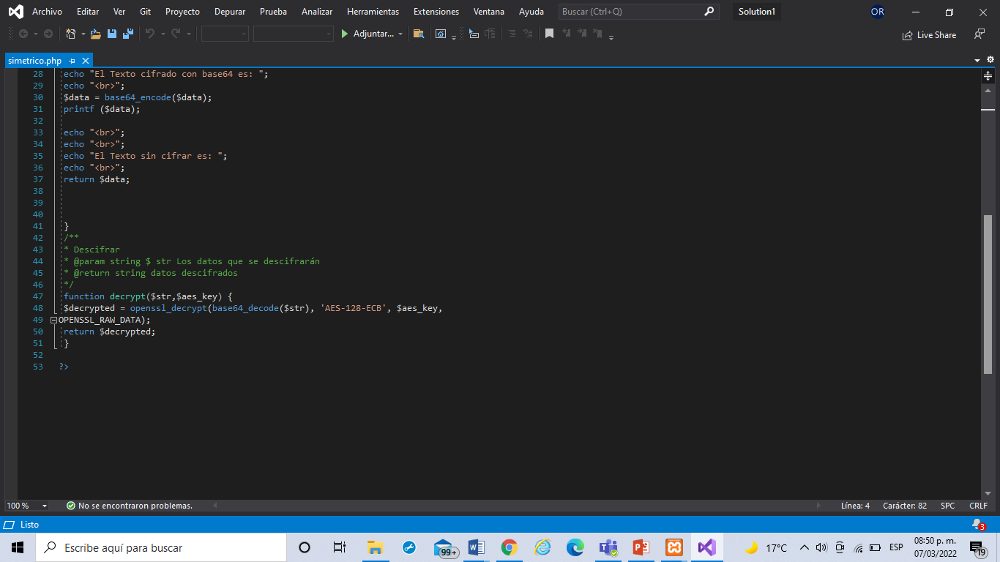 Archivo Editar Ver Git Proyecto Depurar Prueba Analizar Herramientas Extensiones Ventana Ayuda Buscar (Ctrl+Q) Solution1 OR
Adjuntar... Live Share
simetrico.php
28 echo "El Texto cifrado con base64 es: ";
29 echo "<br>";
30 $data = base64_encode($data);
31 printf ($data);
32
33 echo "<br>";
34 echo "<br>";
35 echo "El Texto sin cifrar es: ";
36 echo "<br>";
37 return $data;
38
39
40
41 }
42 /**
43 * Descifrar
44 * @param string $ str Los datos que se descifrarán
45 * @return string datos descifrados
46 */
47 function decrypt($str,$aes_key) {
48 $decrypted = openssl_decrypt(base64_decode($str), 'AES-128-ECB', $aes_key,
49 OPENSSL_RAW_DATA);
50 return $decrypted;
51 }
52
53 ?>
100 % No se encontraron problemas. Línea: 4 Carácter: 82 SPC CRLF
Listo 3
Escribe aquí para buscar 99+ 17°C ESP 08:50 p. m.
07/03/2022 19